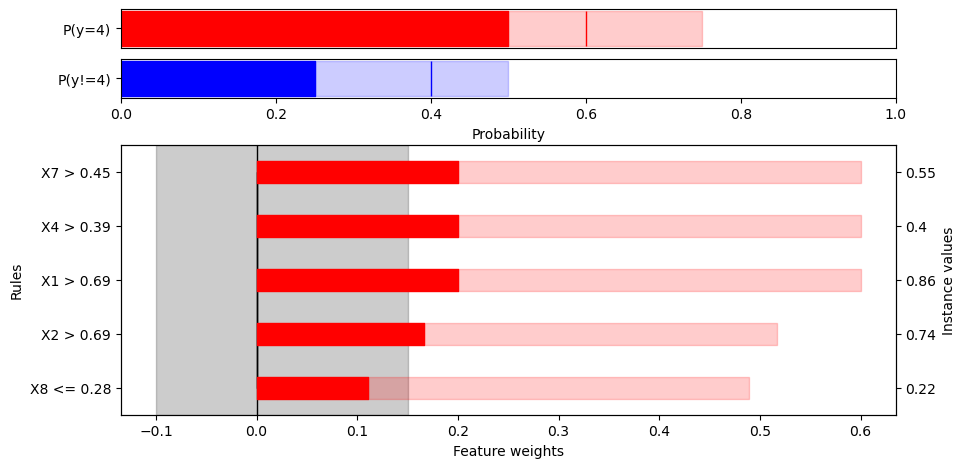 P(y=4)
P(y!=4)
0.0 0.2 0.4 0.6 0.8 1.0
Probability
X7 > 0.45 0.55
X4 > 0.39 0.4
X1 > 0.69 0.86
X2 > 0.69 0.74
X8 <= 0.28 0.22
Rules
Instance values
−0.1 0.0 0.1 0.2 0.3 0.4 0.5 0.6
Feature weights